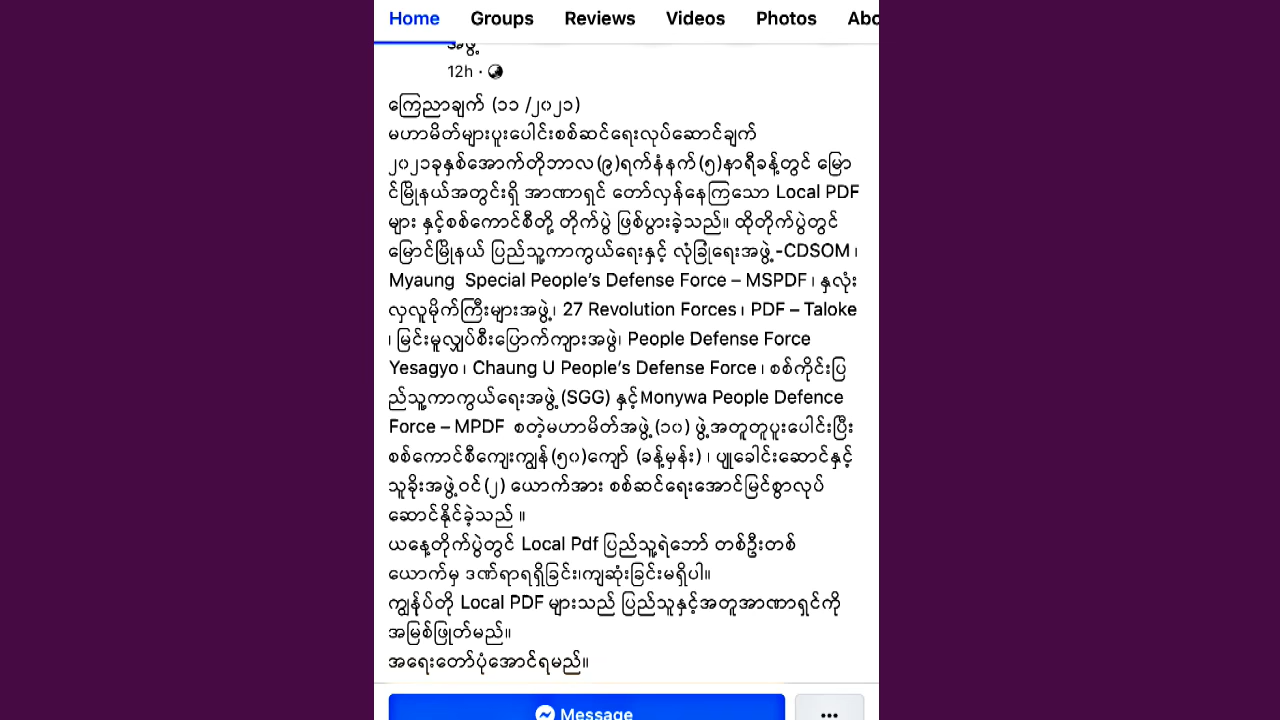 Home Groups Reviews Videos Photos Abo
အဖွဲ့
12h ·
ကြေညာချက် (၁၁ /၂၀၂၁)
မဟာမိတ်များပူးပေါင်းစစ်ဆင်ရေးလုပ်ဆောင်ချက်
၂၀၂၁ခုနှစ်အောက်တိုဘာလ(၉)ရက်နံနက်(၅)နာရီခန့်တွင် မြော
င်မြို့နယ်အတွင်းရှိ အာဏာရှင် တော်လှန်နေကြသော Local PDF
များ နှင့်စစ်ကောင်စီတို့ တိုက်ပွဲ ဖြစ်ပွားခဲ့သည်။ ထိုတိုက်ပွဲတွင်
မြောင်မြို့နယ် ပြည်သူ့ကာကွယ်ရေးနှင့် လုံခြုံရေးအဖွဲ့-CDSOM ၊
Myaung Special People’s Defense Force – MSPDF ၊ နှလုံး
လှလူမိုက်ကြီးများအဖွဲ့၊ 27 Revolution Forces ၊ PDF – Taloke
၊ မြင်းမူလျှပ်စီးပြောက်ကျားအဖွဲ၊ People Defense Force
Yesagyo ၊ Chaung U People’s Defense Force ၊ စစ်ကိုင်းပြ
ည်သူ့ကာကွယ်ရေးအဖွဲ့ (SGG) နှင့်Monywa People Defence
Force – MPDF စတဲ့မဟာမိတ်အဖွဲ့ (၁၀) ဖွဲ့အတူတူပူးပေါင်းပြီး
စစ်ကောင်စီကျေးကျွန်(၅၀)ကျော် (ခန့်မှန်း) ၊ ပျူခေါင်းဆောင်နှင့်
သူခိုးအဖွဲ့ဝင်(၂) ယောက်အား စစ်ဆင်ရေးအောင်မြင်စွာလုပ်
ဆောင်နိုင်ခဲ့သည် ။
ယနေ့တိုက်ပွဲတွင် Local Pdf ပြည်သူ့ရဲဘော် တစ်ဦးတစ်
ယောက်မှ ဒဏ်ရာရရှိခြင်း၊ကျဆုံးခြင်းမရှိပါ။
ကျွန်ုပ်တို Local PDF များသည် ပြည်သူနှင့်အတူအာဏာရှင်ကို
အမြစ်ဖြုတ်မည်။
အရေးတော်ပုံအောင်ရမည်။
Message